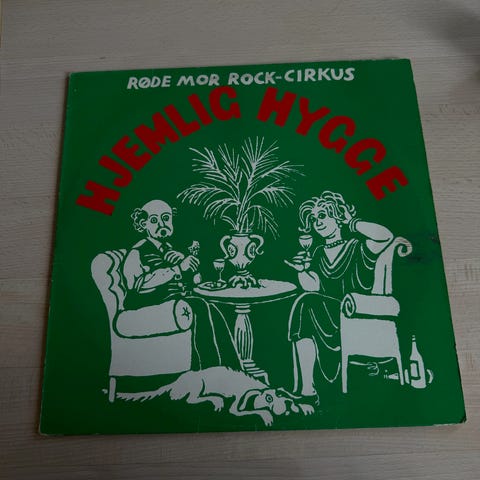 RØDE MOR ROCK-CIRKUS
HJEMLIG HYGGE